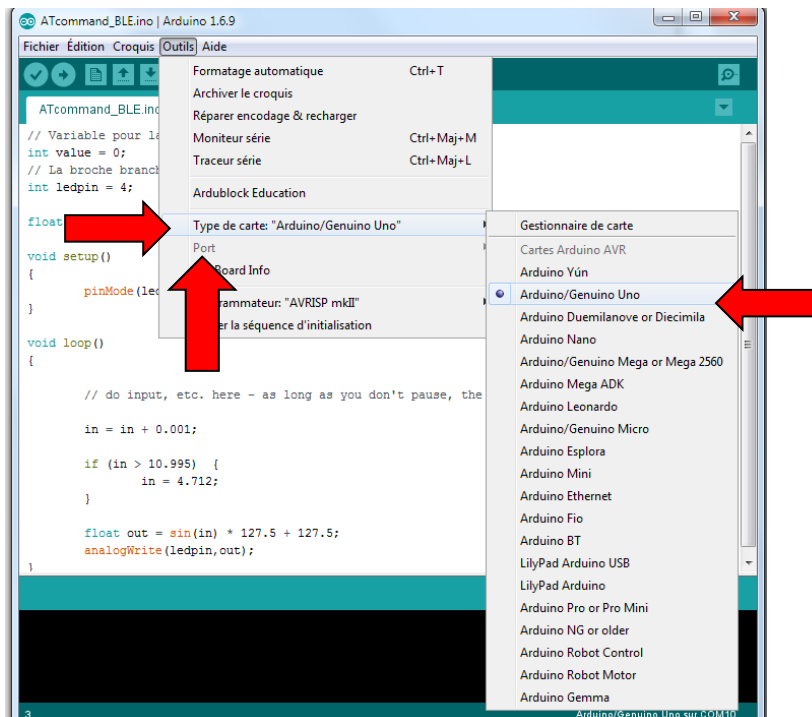 ATcommand_BLE.ino | Arduino 1.6.9
Fichier Édition Croquis Outils Aide
ATcommand_BLE.ino
Formatage automatique Ctrl+T
Archiver le croquis
Réparer encodage & recharger
Moniteur série Ctrl+Maj+M
Traceur série Ctrl+Maj+L
Ardublock Education
Type de carte: "Arduino/Genuino Uno"
Port
Board Info
"AVRISP mkII"
la séquence d'initialisation
Gestionnaire de carte
Cartes Arduino AVR
Arduino Yún
Arduino/Genuino Uno
Arduino Duemilanove or Diecimila
Arduino Nano
Arduino/Genuino Mega or Mega 2560
Arduino Mega ADK
Arduino Leonardo
Arduino/Genuino Micro
Arduino Esplora
Arduino Mini
Arduino Ethernet
Arduino Fio
Arduino BT
LilyPad Arduino USB
LilyPad Arduino
Arduino Pro or Pro Mini
Arduino NG or older
Arduino Robot Control
Arduino Robot Motor
Arduino Gemma
// Variable pour
int value = 0;
// La broche
int ledpin = 4;
float
void setup()
{
pinMode(
}
void loop()
{
// do input, etc. here - as long as you don't pause, the
in = in + 0.001;
if (in > 10.995) {
in = 4.712;
}
float out = sin(in) * 127.5 + 127.5;
analogWrite(ledpin,out);
}
3
Arduino/Genuino Uno sur COM10